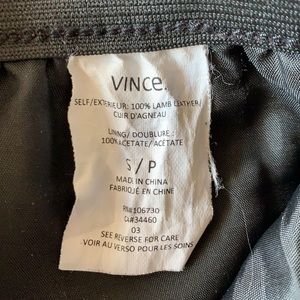 VINCE.
SELF/EXTERIEUR: 100% LAMB LEATHER/
CUIR D'AGNEAU
LINING/ DOUBLURE :
100% ACETATE/ ACÉTATE
S / P
MADE IN CHINA
FABRIQUÉ EN CHINE
RN#106730
CA#34460
03
SEE REVERSE FOR CARE
VOIR AU VERSO POUR LES SOINS